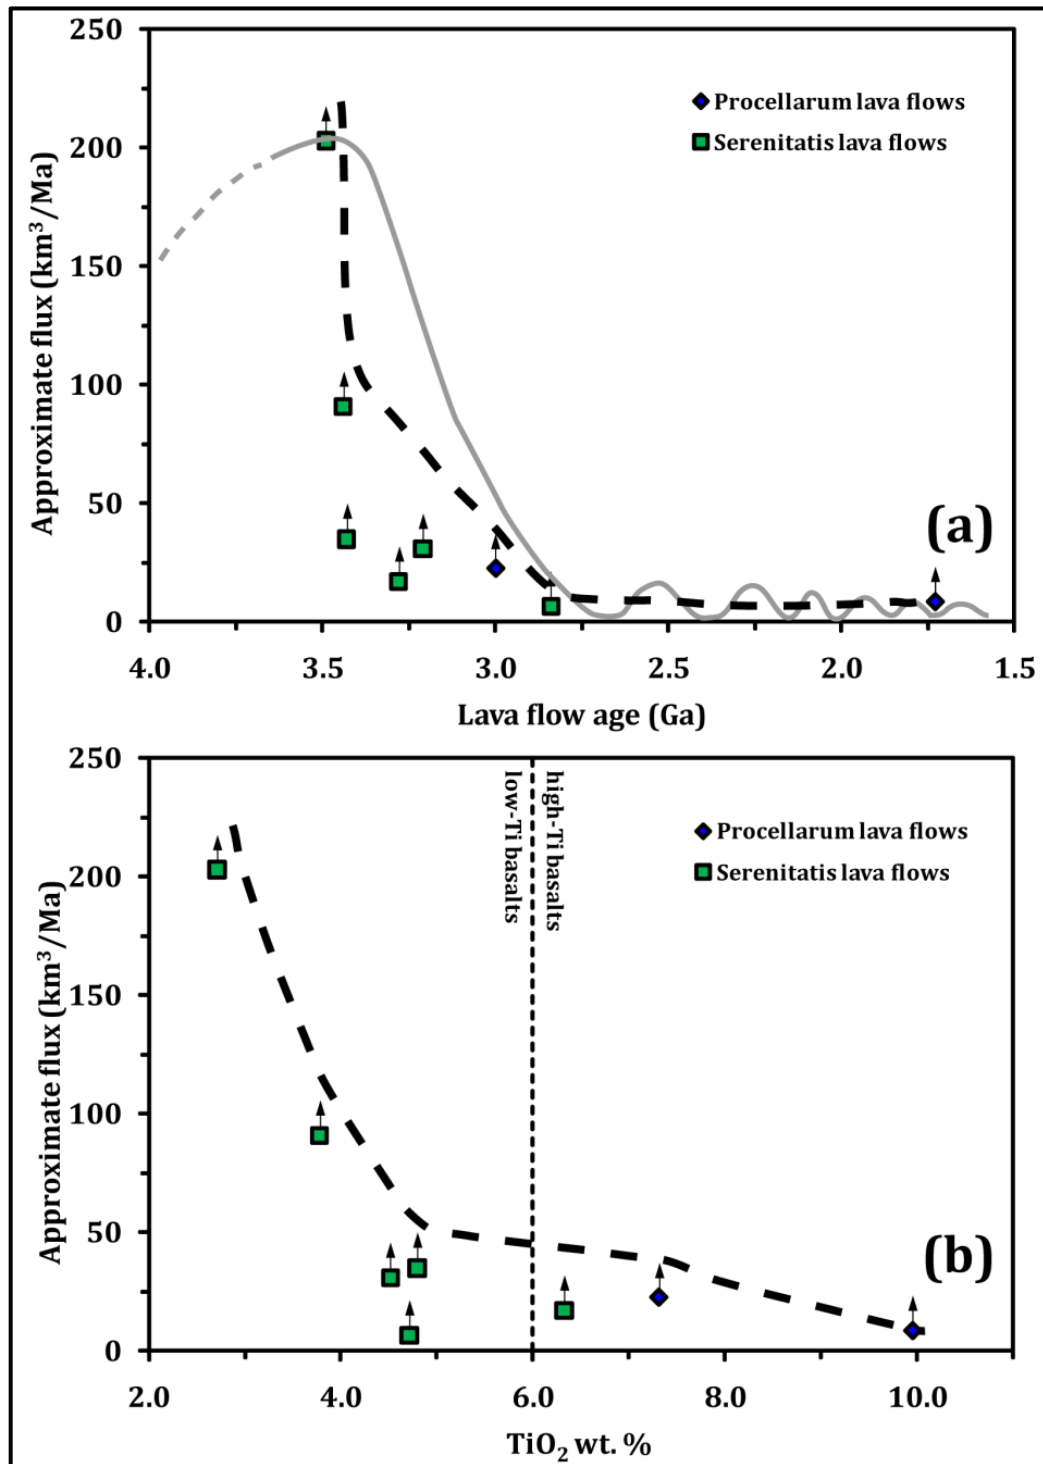 250
200
150
100
50
0
Approximate flux (km³/Ma)
Procellarum lava flows
Serenitatis lava flows
(a)
4.0 3.5 3.0 2.5 2.0 1.5
Lava flow age (Ga)
250
200
150
100
50
0
Approximate flux (km³/Ma)
low-Ti basalts
high-Ti basalts
Procellarum lava flows
Serenitatis lava flows
(b)
2.0 4.0 6.0 8.0 10.0
TiO₂ wt. %